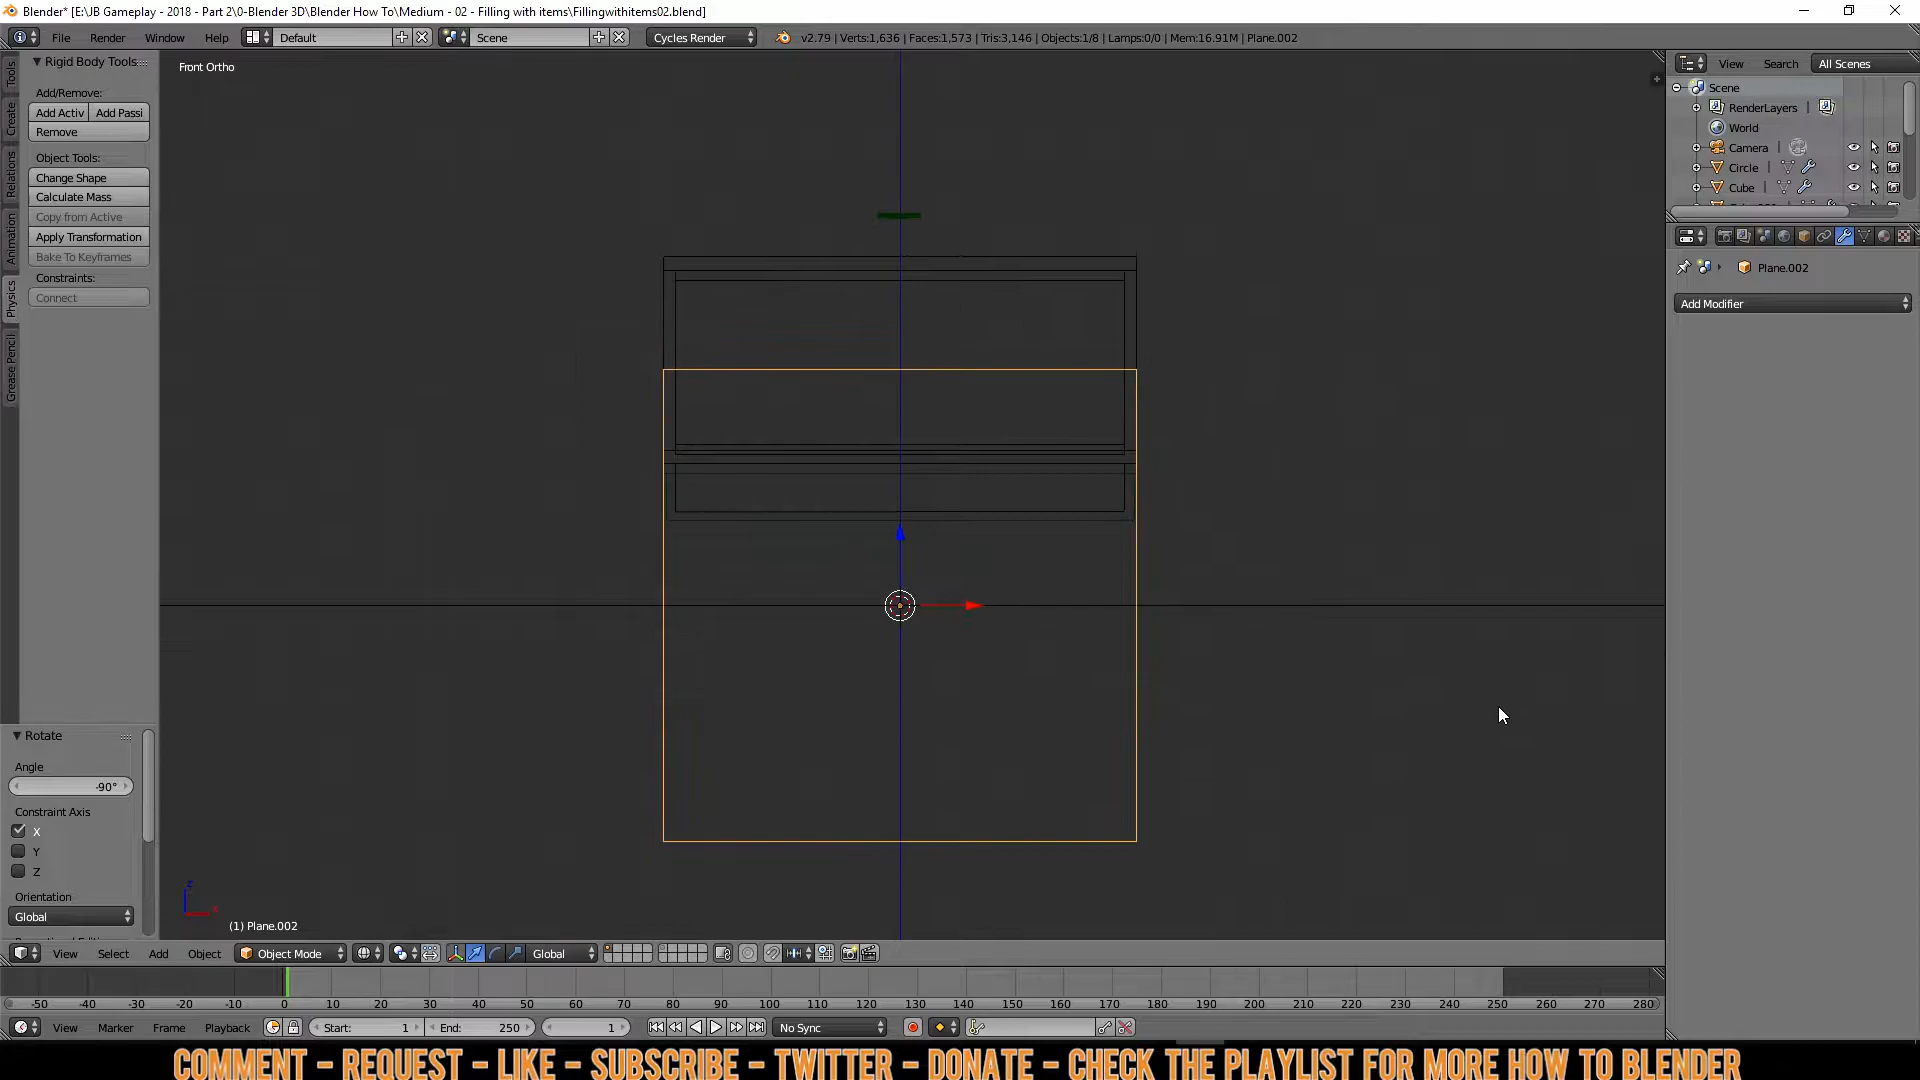 Blender* [E:\JB Gameplay - 2018 - Part 2\0-Blender 3D\Blender How To\Medium - 02 - Filling with items\Fillingwithitems02.blend]
File Render Window Help Default Scene Cycles Render v2.79 | Verts:1,636 | Faces:1,573 | Tris:3,146 | Objects:1/8 | Lamps:0/0 | Mem:16.91M | Plane.002
Rigid Body Tools
Add/Remove:
Add Activ Add Passi
Remove
Object Tools:
Change Shape
Calculate Mass
Copy from Active
Apply Transformation
Bake To Keyframes
Constraints:
Connect
Tools
Create
Relations
Animation
Physics
Grease Pencil
Front Ortho
View Search All Scenes
Scene
RenderLayers
World
Camera
Circle
Cube
Plane.002
Add Modifier
Rotate
Angle
-90°
Constraint Axis
X
Y
Z
Orientation
Global
z
x
(1) Plane.002
View Select Add Object Object Mode Global
-50 -40 -30 -20 -10 0 10 20 30 40 50 60 70 80 90 100 110 120 130 140 150 160 170 180 190 200 210 220 230 240 250 260 270 280
View Marker Frame Playback Start: 1 End: 250 1 No Sync
COMMENT - REQUEST - LIKE - SUBSCRIBE - TWITTER - DONATE - CHECK THE PLAYLIST FOR MORE HOW TO BLENDER